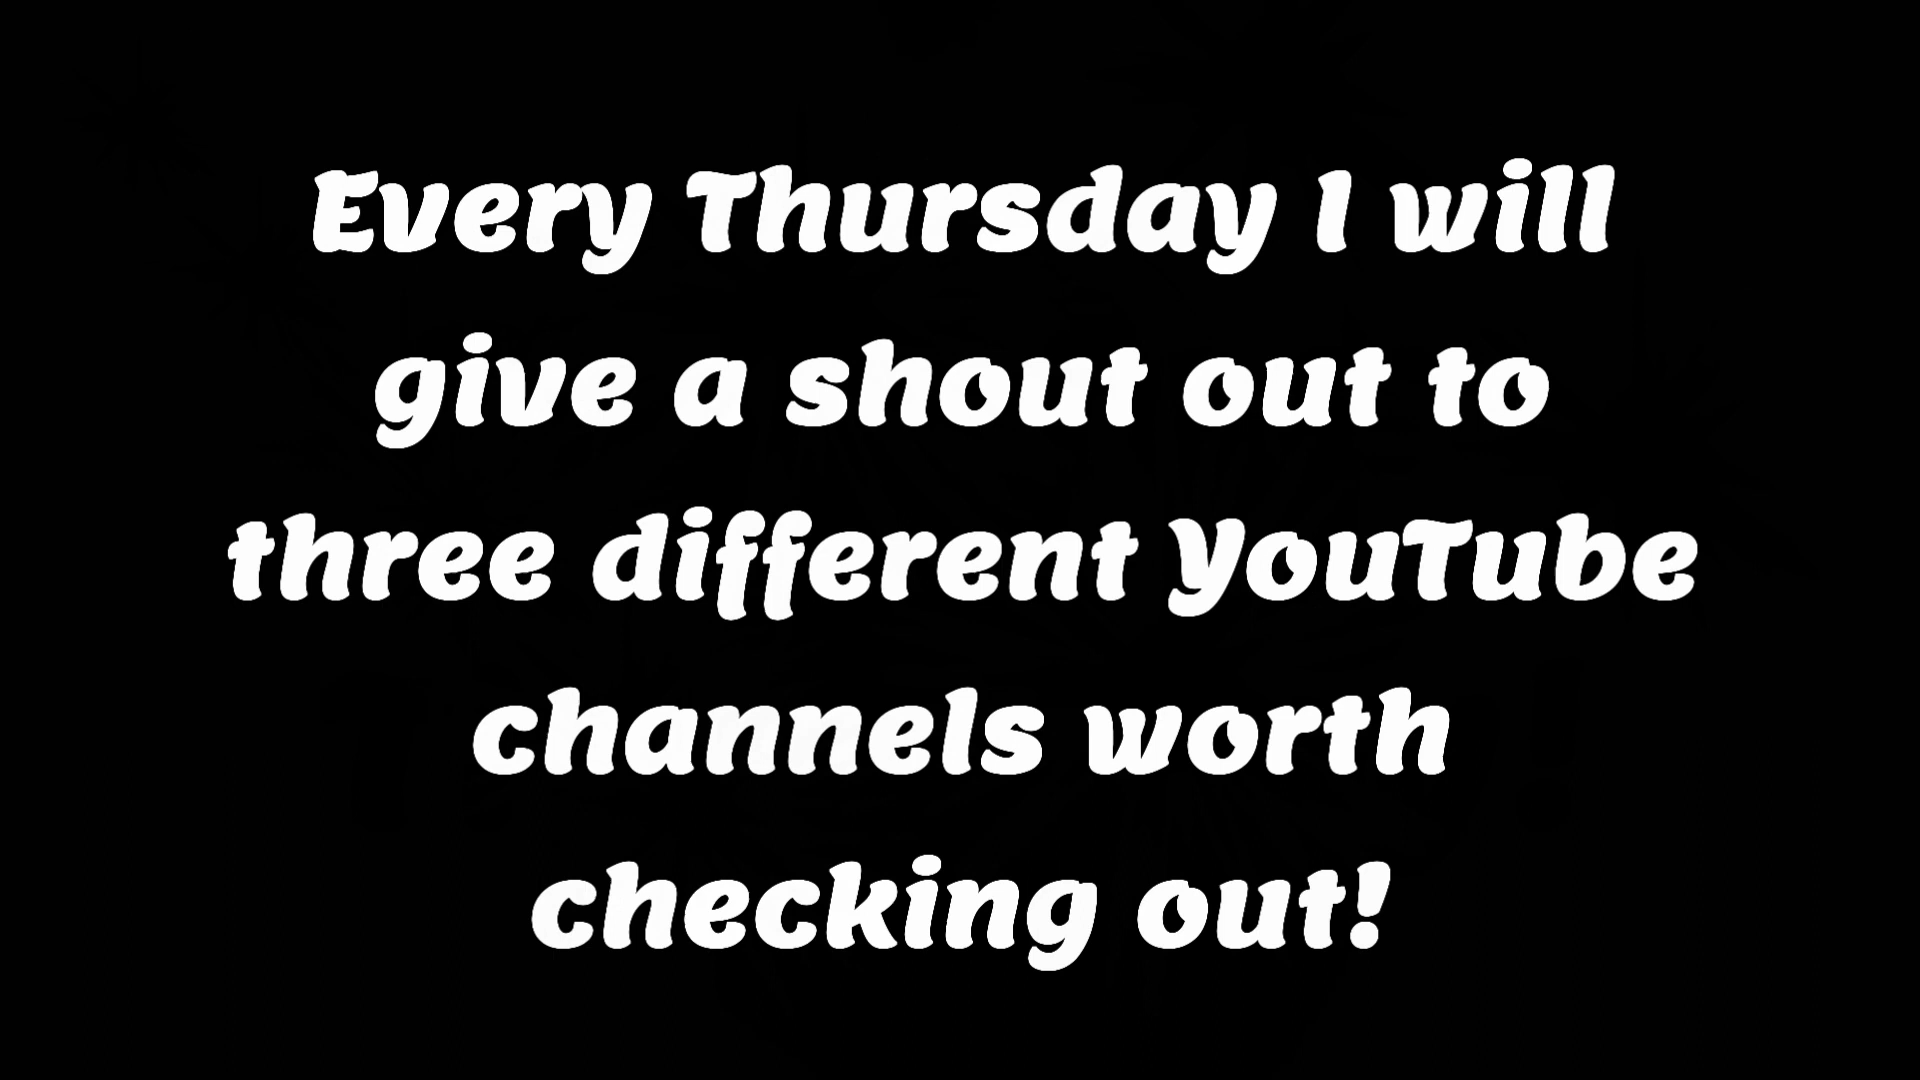 Every Thursday I will
give a shout out to
three different YouTube
channels worth
checking out!